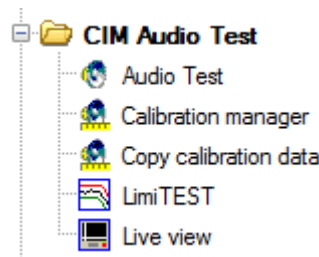 CIM Audio Test
Audio Test
Calibration manager
Copy calibration data
LimiTEST
Live view